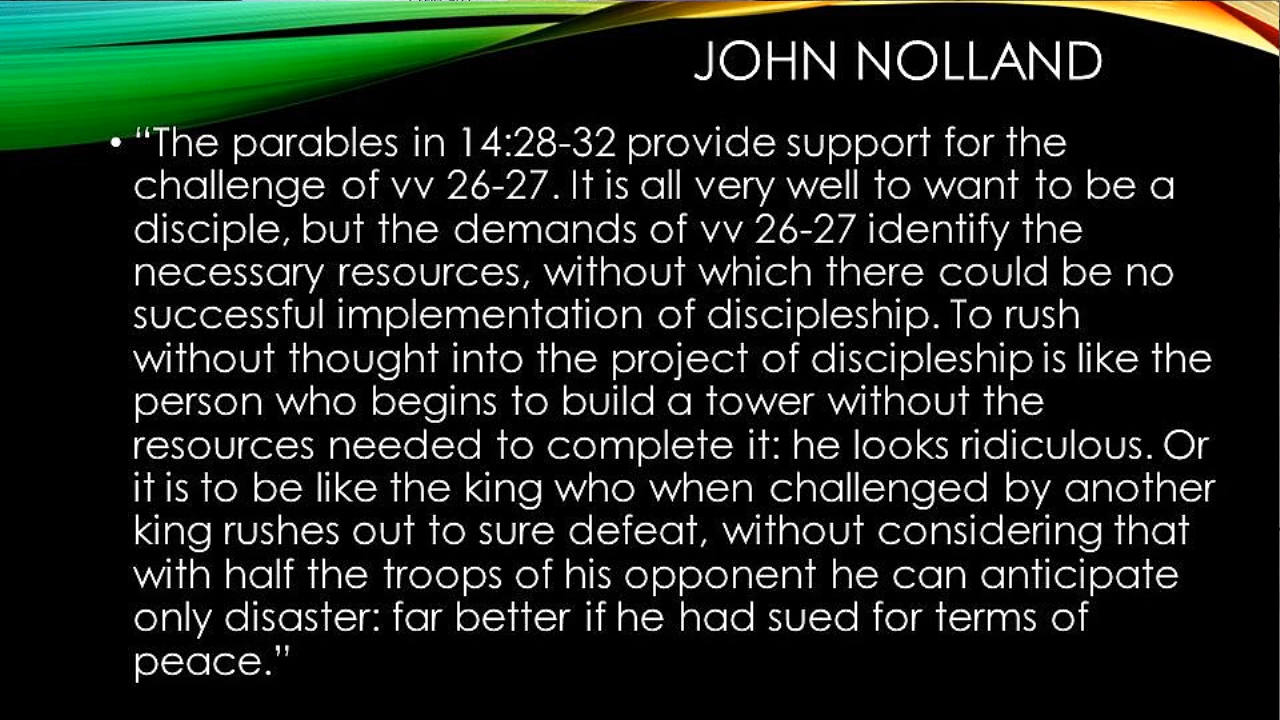 JOHN NOLLAND
• “The parables in 14:28-32 provide support for the
challenge of vv 26-27. It is all very well to want to be a
disciple, but the demands of vv 26-27 identify the
necessary resources, without which there could be no
successful implementation of discipleship. To rush
without thought into the project of discipleship is like the
person who begins to build a tower without the
resources needed to complete it: he looks ridiculous. Or
it is to be like the king who when challenged by another
king rushes out to sure defeat, without considering that
with half the troops of his opponent he can anticipate
only disaster: far better if he had sued for terms of
peace.”